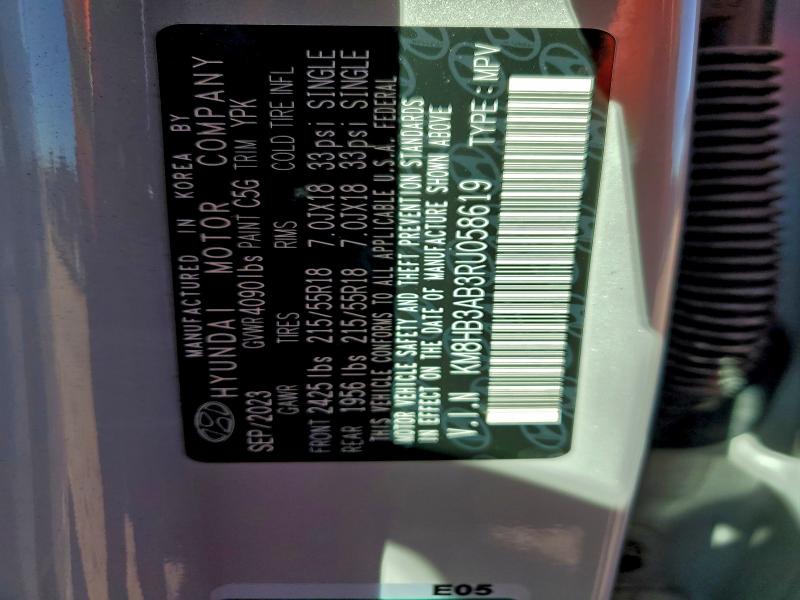 MANUFACTURED IN KOREA BY
HYUNDAI MOTOR COMPANY
SEP/2023 GVWR 4090 lbs PAINT C5G TRIM YPK
GAWR TIRES RIMS COLD TIRE INFL
FRONT 2425 lbs 215/55R18 7.0JX18 33psi SINGLE
REAR 1956 lbs 215/55R18 7.0JX18 33psi SINGLE
THIS VEHICLE CONFORMS TO ALL APPLICABLE U.S.A. FEDERAL
MOTOR VEHICLE SAFETY AND THEFT PREVENTION STANDARDS
IN EFFECT ON THE DATE OF MANUFACTURE SHOWN ABOVE
V.I.N KM8HB3AB3RU058619 TYPE : MPV
E05